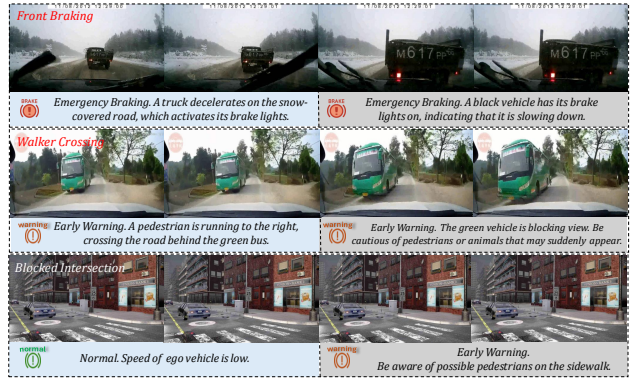 Front Braking
M617PP
M617PP
BRAKE
Emergency Braking. A truck decelerates on the snow-
covered road, which activates its brake lights.
BRAKE
Emergency Braking. A black vehicle has its brake
lights on, indicating that it is slowing down.
Walker Crossing
warning
Early Warning. A pedestrian is running to the right,
crossing the road behind the green bus.
warning
Early Warning. The green vehicle is blocking view. Be
cautious of pedestrians or animals that may suddenly appear.
Blocked Intersection
normal
Normal. Speed of ego vehicle is low.
warning
Early Warning.
Be aware of possible pedestrians on the sidewalk.